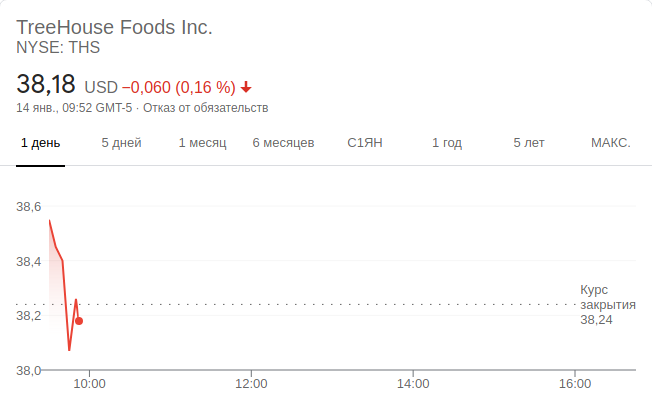 TreeHouse Foods Inc.
NYSE: THS
38,18 USD −0,060 (0,16 %)
14 янв., 09:52 GMT-5 · Отказ от обязательств
1 день 5 дней 1 месяц 6 месяцев С1ЯН 1 год 5 лет МАКС.
38,6
38,4
38,2
38,0
Курс
закрытия
38,24
10:00 12:00 14:00 16:00